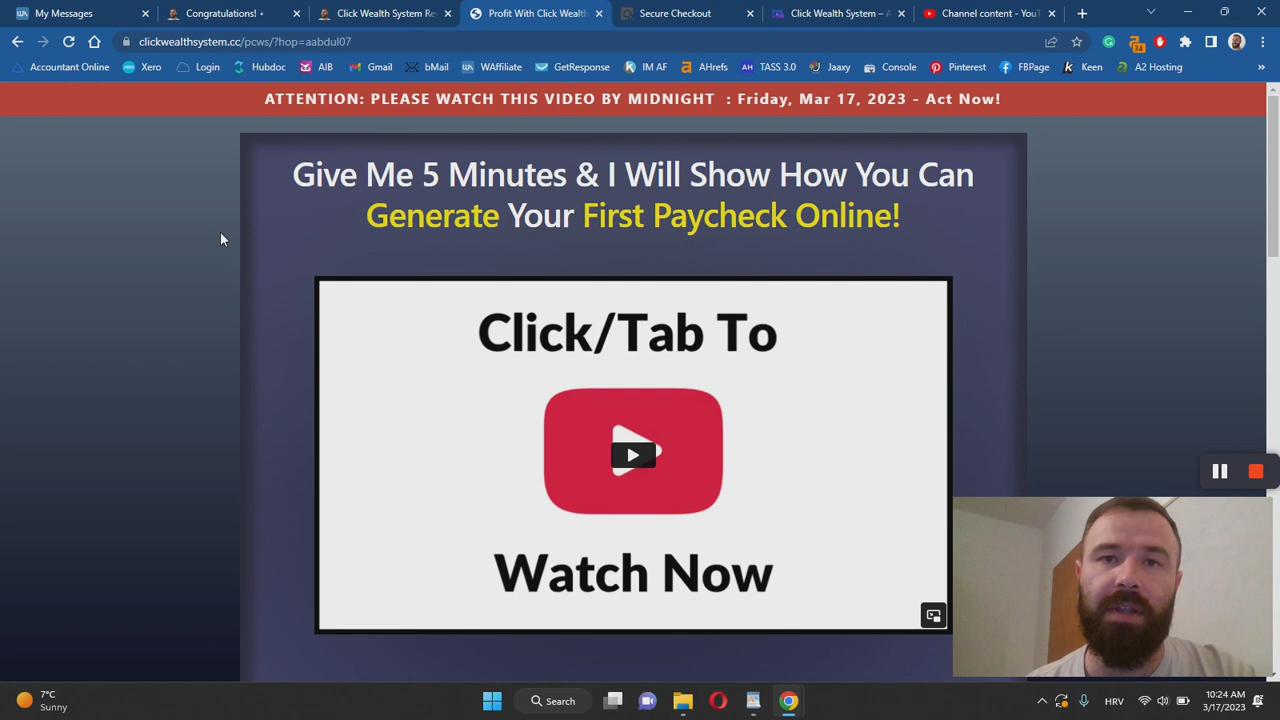 My Messages
Congratulations! •
Click Wealth System Re
Profit With Click Wealth
Secure Checkout
Click Wealth System – A
Channel content - YouT
clickwealthsystem.cc/pcws/?hop=aabdul07
34
Accountant Online
Xero
Login
Hubdoc
AIB
Gmail
bMail
WAffiliate
GetResponse
IM AF
AHrefs
TASS 3.0
Jaaxy
Console
Pinterest
FBPage
Keen
A2 Hosting
ATTENTION: PLEASE WATCH THIS VIDEO BY MIDNIGHT : Friday, Mar 17, 2023 - Act Now!
Give Me 5 Minutes & I Will Show How You Can
Generate Your First Paycheck Online!
Click/Tab To
Watch Now
7°C
Sunny
Search
HRV
10:24 AM
3/17/2023